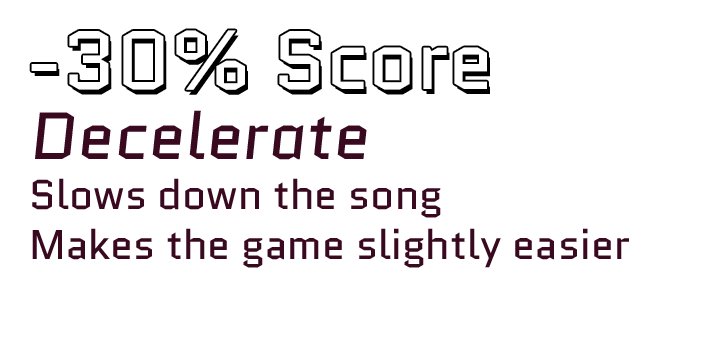 -30% Score
Decelerate
Slows down the song
Makes the game slightly easier